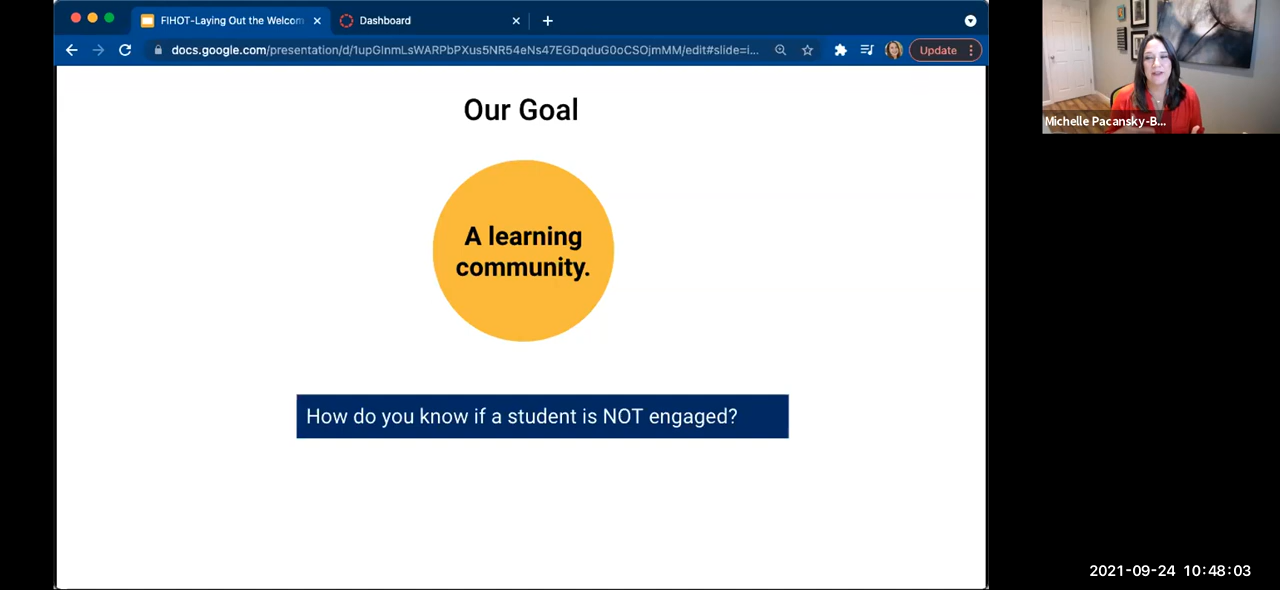 FIHOT-Laying Out the Welcom
Dashboard
docs.google.com/presentation/d/1upGInmLsWARPbPXus5NR54eNs47EGDqduG0oCSOjmMM/edit#slide=i...
Update
Our Goal
A learning
community.
How do you know if a student is NOT engaged?
Michelle Pacansky-B...
2021-09-24 10:48:03